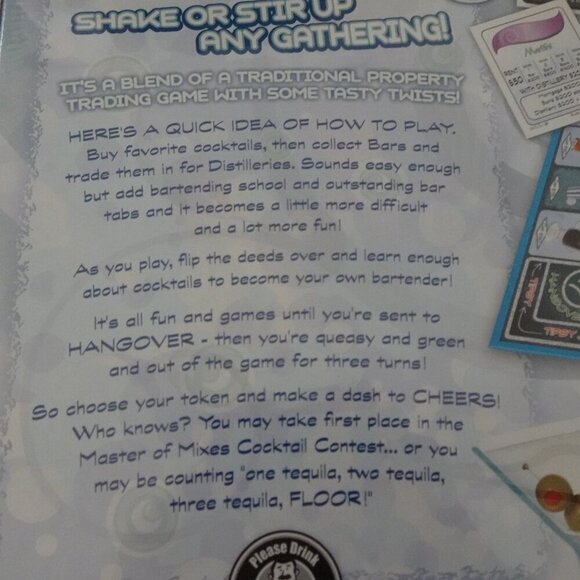 SHAKE OR STIR UP
ANY GATHERING!
IT'S A BLEND OF A TRADITIONAL PROPERTY
TRADING GAME WITH SOME TASTY TWISTS!
HERE'S A QUICK IDEA OF HOW TO PLAY.
Buy favorite cocktails, then collect Bars and
trade them in for Distilleries. Sounds easy enough
but add bartending school and outstanding bar
tabs and it becomes a little more difficult
and a lot more fun!
As you play, flip the deeds over and learn enough
about cocktails to become your own bartender!
It's all fun and games until you're sent to
HANGOVER - then you're queasy and green
and out of the game for three turns!
So choose your token and make a dash to CHEERS!
Who knows? You may take first place in the
Master of Mixes Cocktail Contest... or you
may be counting "one tequila, two tequila,
three tequila, FLOOR!"
Please Drink
Martini
RENT
$50
WITH DISTILLERY
TIPSY
TIPSY